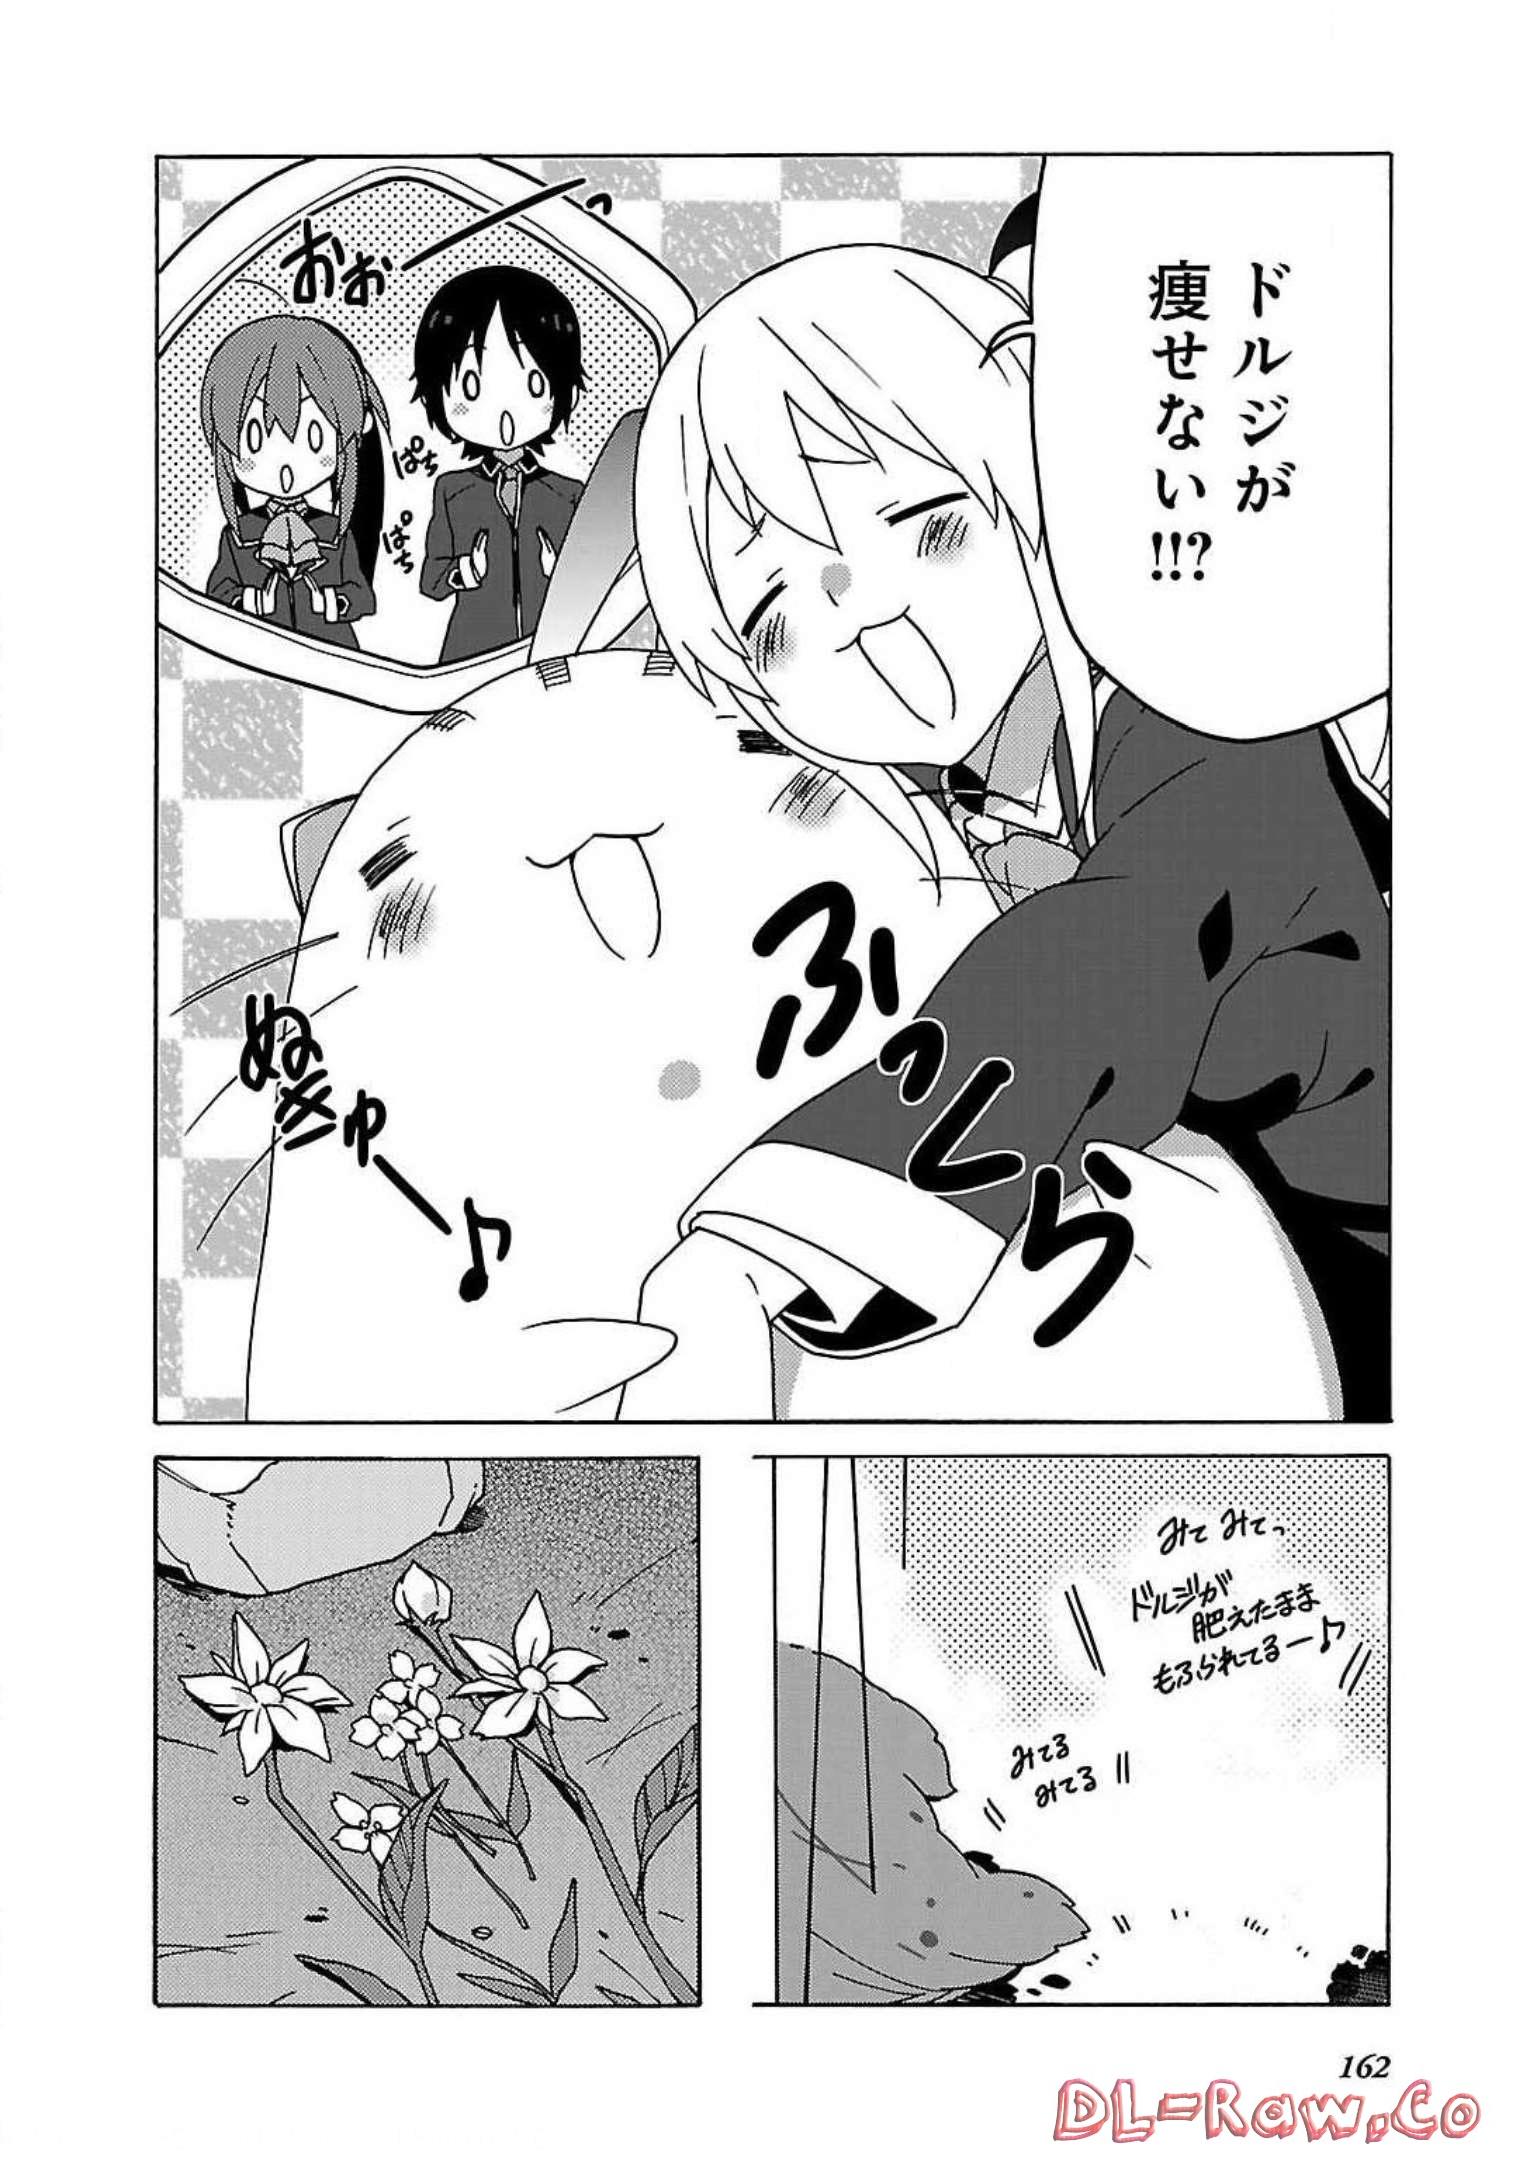 ドルジが
痩せない!!?
おぉーっ
ぱちぱち
ふっくら
ぬきゅー♪
みてみてっ
ドルジが
肥えたまま
もふられてるー♪
みてる
みてる
162
DL-Raw.Co